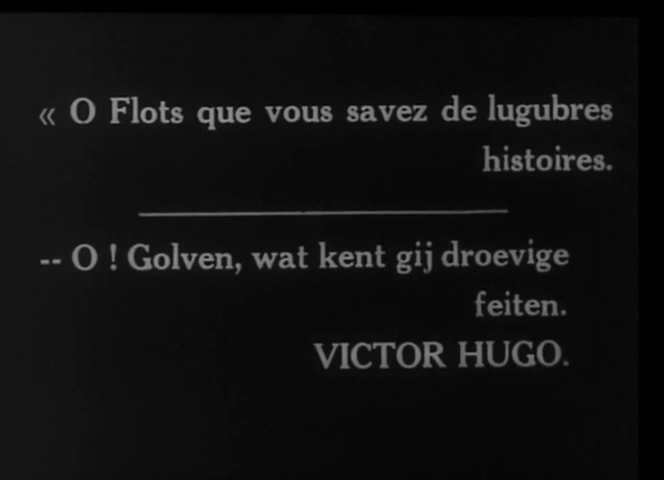 « O Flots que vous savez de lugubres
histoires.
-- O ! Golven, wat kent gij droevige
feiten.
VICTOR HUGO.